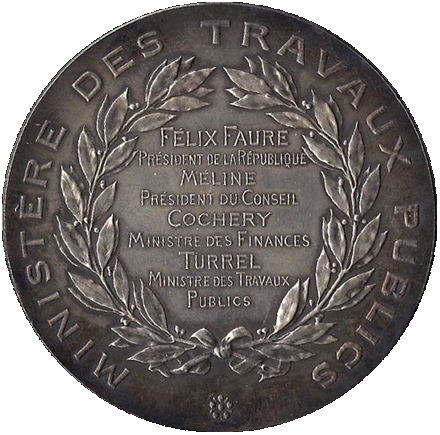 MINISTÈRE DES TRAVAUX PUBLICS
FÉLIX FAURE
PRÉSIDENT DE LA RÉPUBLIQUE
MÉLINE
PRÉSIDENT DU CONSEIL
COCHERY
MINISTRE DES FINANCES
TURREL
MINISTRE DES TRAVAUX
PUBLICS